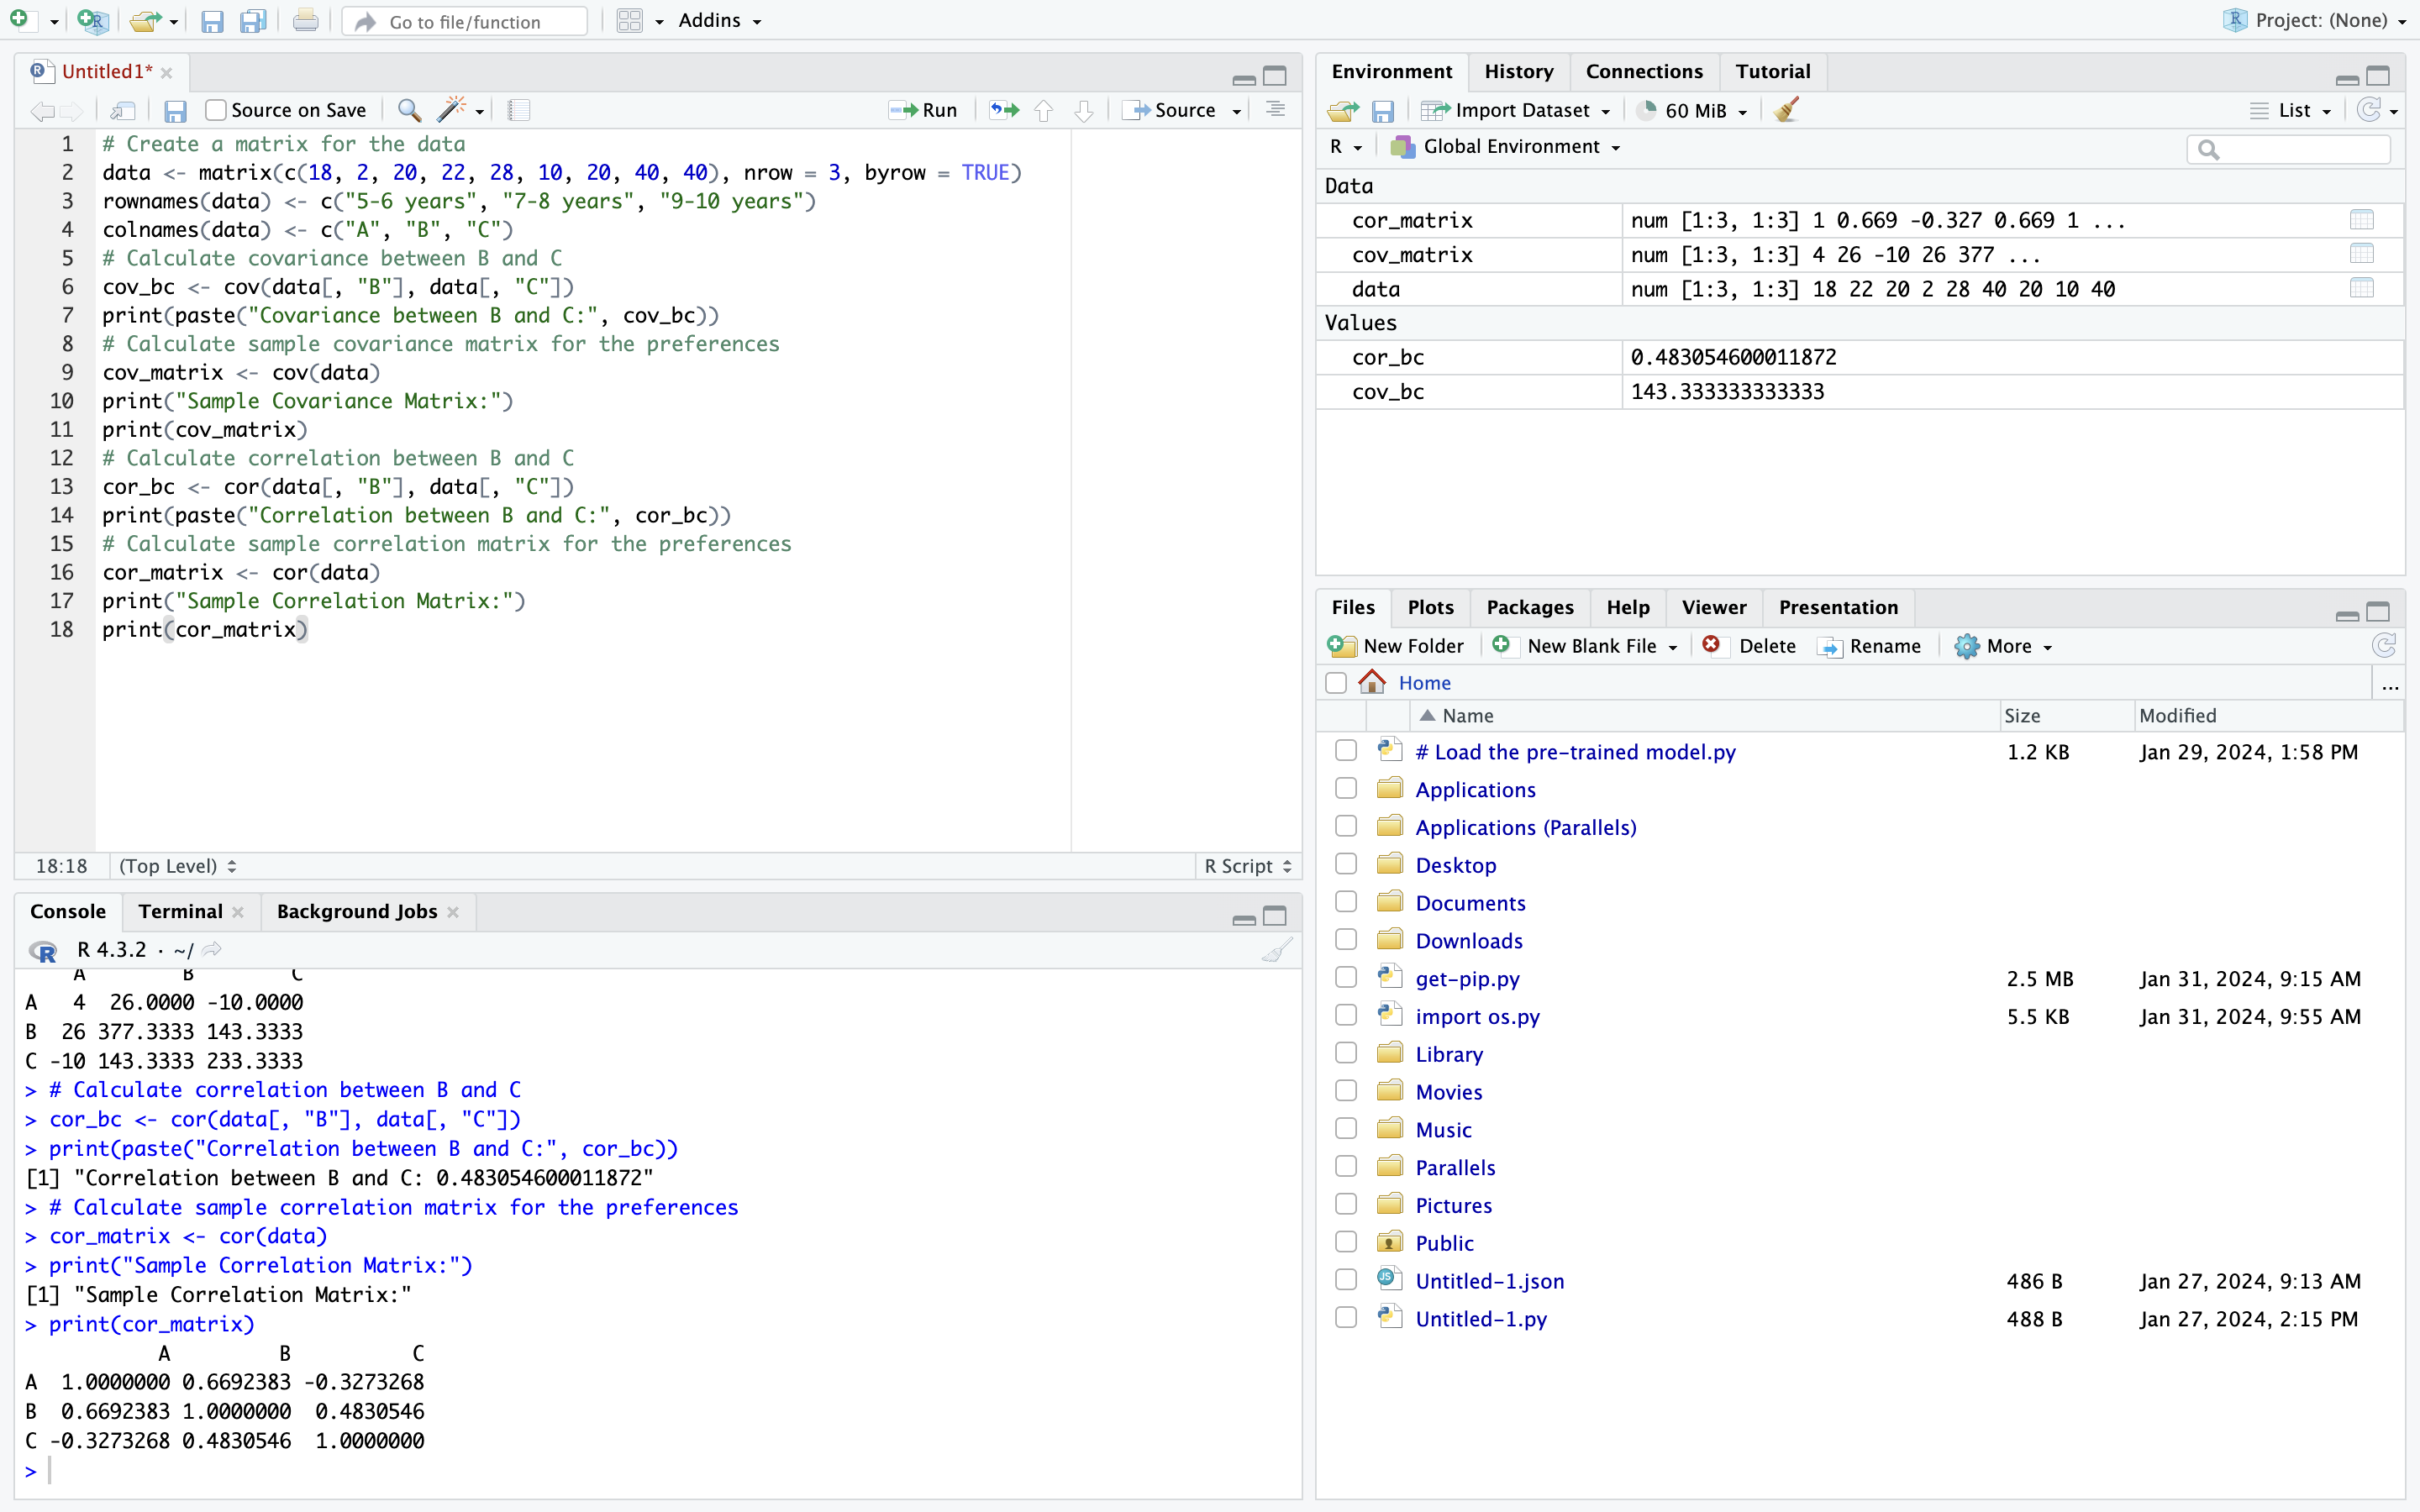 Go to file/function
Addins
Project: (None)
Untitled1*
Source on Save
Run
Source
1 # Create a matrix for the data
2 data <- matrix(c(18, 2, 20, 22, 28, 10, 20, 40, 40), nrow = 3, byrow = TRUE)
3 rownames(data) <- c("5-6 years", "7-8 years", "9-10 years")
4 colnames(data) <- c("A", "B", "C")
5 # Calculate covariance between B and C
6 cov_bc <- cov(data[, "B"], data[, "C"])
7 print(paste("Covariance between B and C:", cov_bc))
8 # Calculate sample covariance matrix for the preferences
9 cov_matrix <- cov(data)
10 print("Sample Covariance Matrix:")
11 print(cov_matrix)
12 # Calculate correlation between B and C
13 cor_bc <- cor(data[, "B"], data[, "C"])
14 print(paste("Correlation between B and C:", cor_bc))
15 # Calculate sample correlation matrix for the preferences
16 cor_matrix <- cor(data)
17 print("Sample Correlation Matrix:")
18 print(cor_matrix)
18:18 (Top Level) R Script
Console Terminal Background Jobs
R 4.3.2 · ~/
A B C
A 4 26.0000 -10.0000
B 26 377.3333 143.3333
C -10 143.3333 233.3333
> # Calculate correlation between B and C
> cor_bc <- cor(data[, "B"], data[, "C"])
> print(paste("Correlation between B and C:", cor_bc))
[1] "Correlation between B and C: 0.483054600011872"
> # Calculate sample correlation matrix for the preferences
> cor_matrix <- cor(data)
> print("Sample Correlation Matrix:")
[1] "Sample Correlation Matrix:"
> print(cor_matrix)
A B C
A 1.0000000 0.6692383 -0.3273268
B 0.6692383 1.0000000 0.4830546
C -0.3273268 0.4830546 1.0000000
>
Environment History Connections Tutorial
Import Dataset 60 MiB List
R Global Environment
Data
cor_matrix num [1:3, 1:3] 1 0.669 -0.327 0.669 1 ...
cov_matrix num [1:3, 1:3] 4 26 -10 26 377 ...
data num [1:3, 1:3] 18 22 20 2 28 40 20 10 40
Values
cor_bc 0.483054600011872
cov_bc 143.333333333333
Files Plots Packages Help Viewer Presentation
New Folder New Blank File Delete Rename More
Home ...
Name Size Modified
# Load the pre-trained model.py 1.2 KB Jan 29, 2024, 1:58 PM
Applications
Applications (Parallels)
Desktop
Documents
Downloads
get-pip.py 2.5 MB Jan 31, 2024, 9:15 AM
import os.py 5.5 KB Jan 31, 2024, 9:55 AM
Library
Movies
Music
Parallels
Pictures
Public
Untitled-1.json 486 B Jan 27, 2024, 9:13 AM
Untitled-1.py 488 B Jan 27, 2024, 2:15 PM